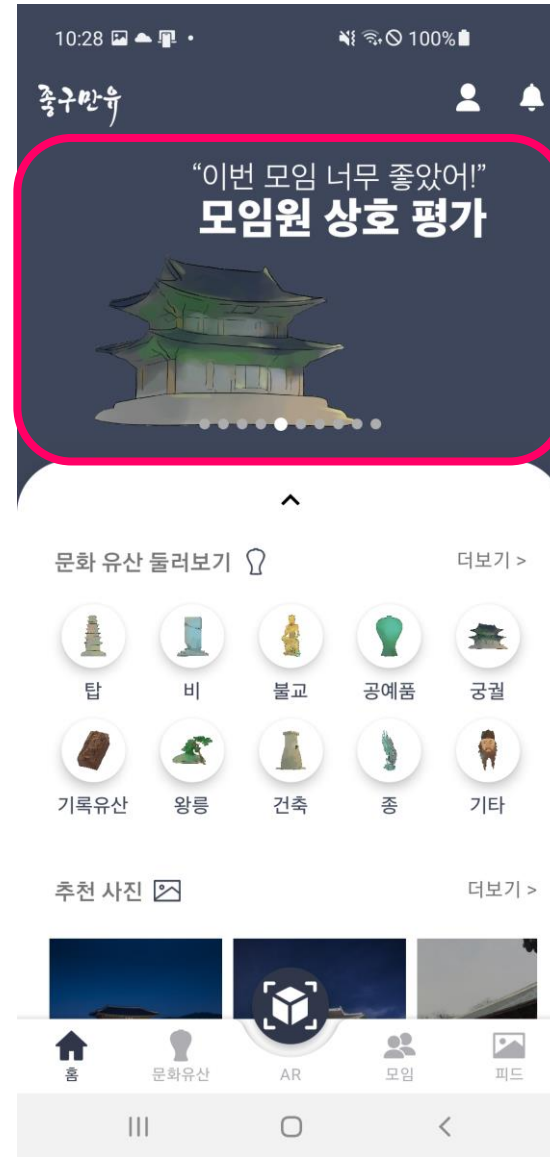 10:28
100%
종구만유
“이번 모임 너무 좋았어!”
모임원 상호 평가
문화 유산 둘러보기
더보기 >
탑 비 불교 공예품 궁궐
기록유산 왕릉 건축 종 기타
추천 사진
더보기 >
홈 문화유산 AR 모임 피드